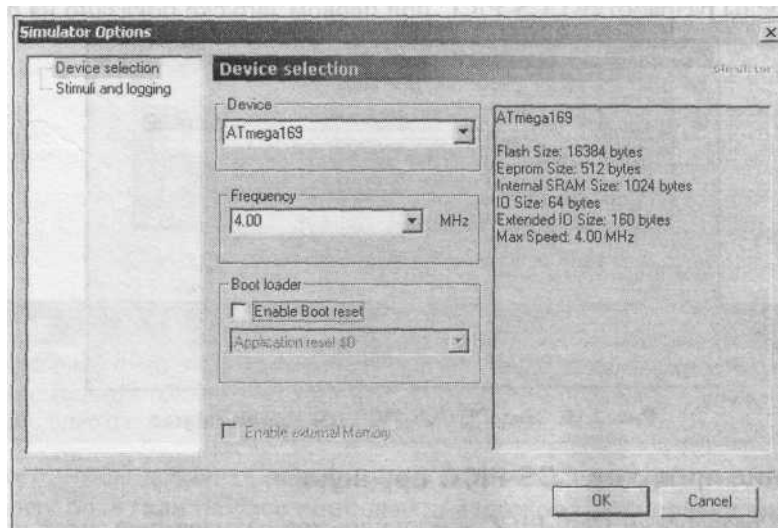 Simulator Options
Device selection
Stimuli and logging
Device selection
Device
ATmega169
Frequency
4.00
MHz
Boot loader
Enable Boot reset
Application reset $0
Enable external Memory
ATmega169
Flash Size: 16384 bytes
Eeprom Size: 512 bytes
Internal SRAM Size: 1024 bytes
IO Size: 64 bytes
Extended IO Size: 160 bytes
Max Speed: 4.00 MHz
OK
Cancel